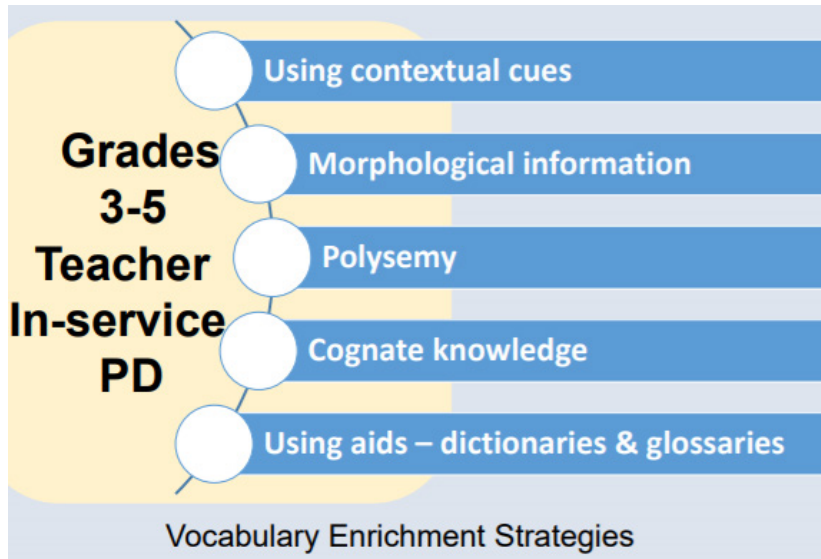 Grades
3-5
Teacher
In-service
PD
Using contextual cues
Morphological information
Polysemy
Cognate knowledge
Using aids – dictionaries & glossaries
Vocabulary Enrichment Strategies